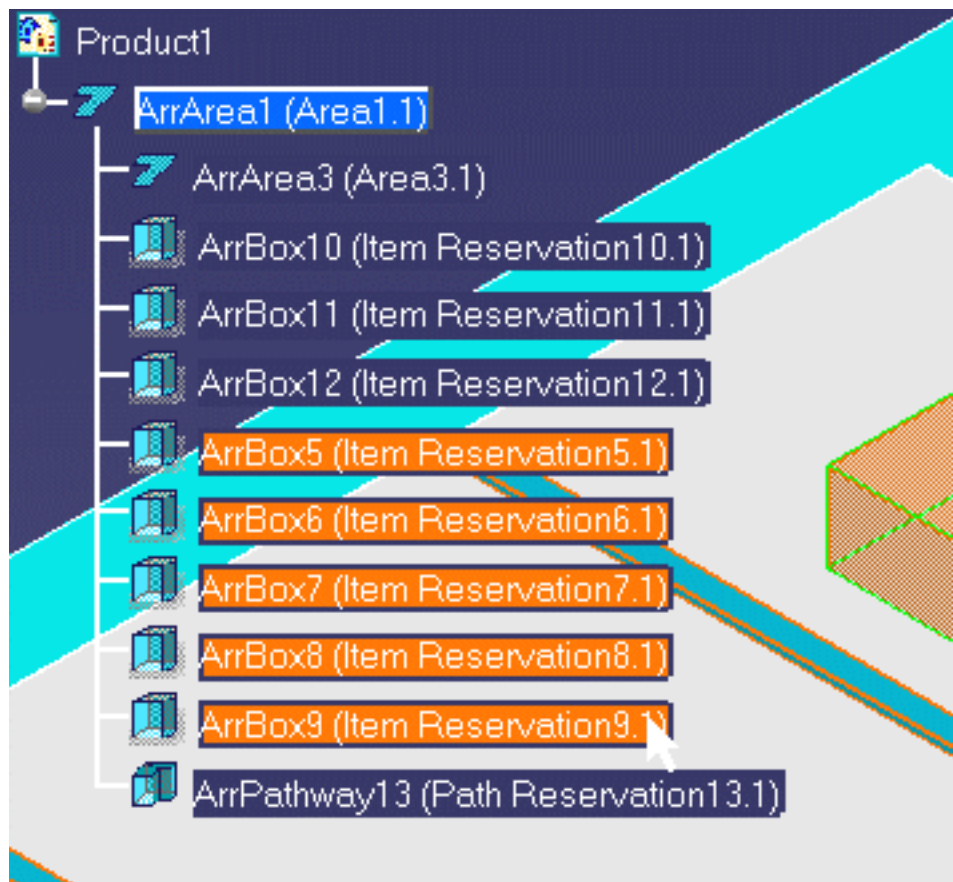 Product1
ArrArea1 (Area1.1)
ArrArea3 (Area3.1)
ArrBox10 (Item Reservation10.1)
ArrBox11 (Item Reservation11.1)
ArrBox12 (Item Reservation12.1)
ArrBox5 (Item Reservation5.1)
ArrBox6 (Item Reservation6.1)
ArrBox7 (Item Reservation7.1)
ArrBox8 (Item Reservation8.1)
ArrBox9 (Item Reservation9.1)
ArrPathway13 (Path Reservation13.1)